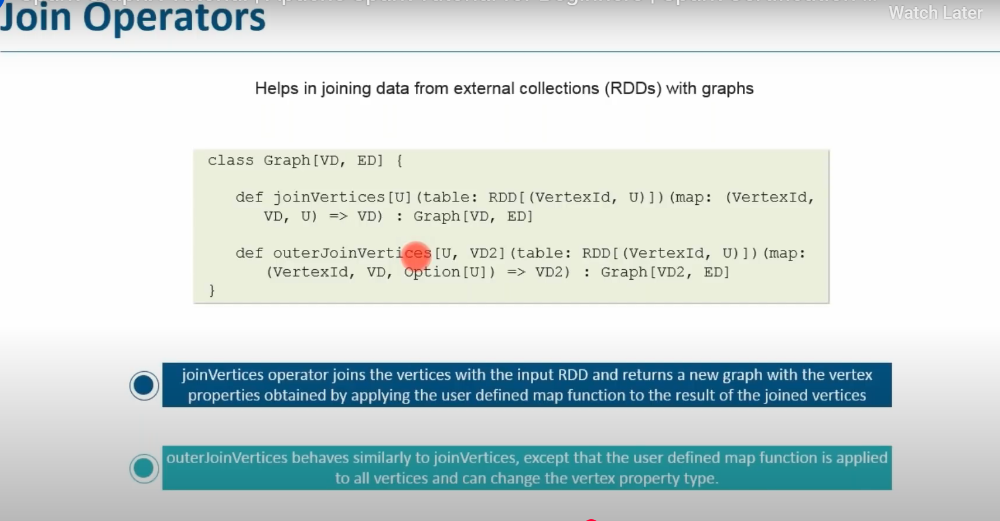 Join Operators
Watch Later
Helps in joining data from external collections (RDDs) with graphs
class Graph[VD, ED] {
def joinVertices[U](table: RDD[(VertexId, U)])(map: (VertexId,
VD, U) => VD) : Graph[VD, ED]
def outerJoinVertices[U, VD2](table: RDD[(VertexId, U)])(map:
(VertexId, VD, Option[U]) => VD2) : Graph[VD2, ED]
}
joinVertices operator joins the vertices with the input RDD and returns a new graph with the vertex
properties obtained by applying the user defined map function to the result of the joined vertices
outerJoinVertices behaves similarly to joinVertices, except that the user defined map function is applied
to all vertices and can change the vertex property type.